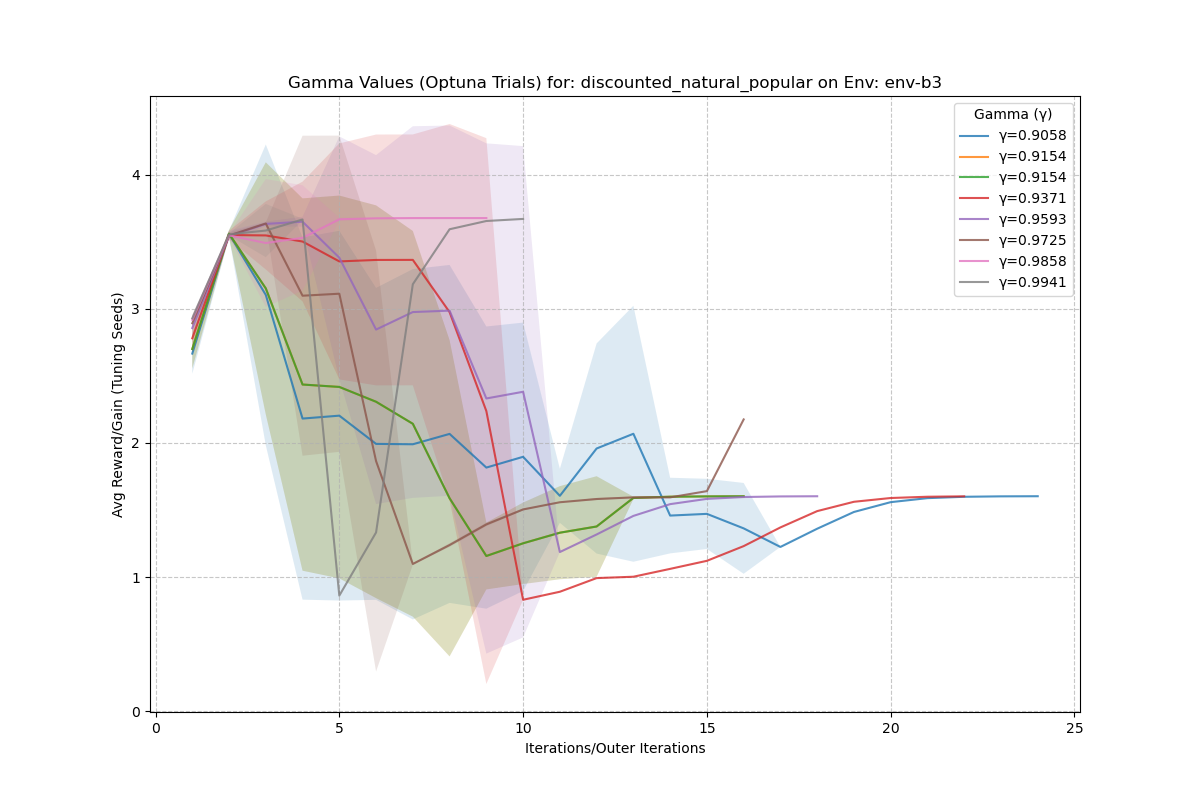 Gamma Values (Optuna Trials) for: discounted_natural_popular on Env: env-b3
Gamma (γ)
γ=0.9058
γ=0.9154
γ=0.9154
γ=0.9371
γ=0.9593
γ=0.9725
γ=0.9858
γ=0.9941
Avg Reward/Gain (Tuning Seeds)
4
3
2
1
0
0
5
10
15
20
25
Iterations/Outer Iterations